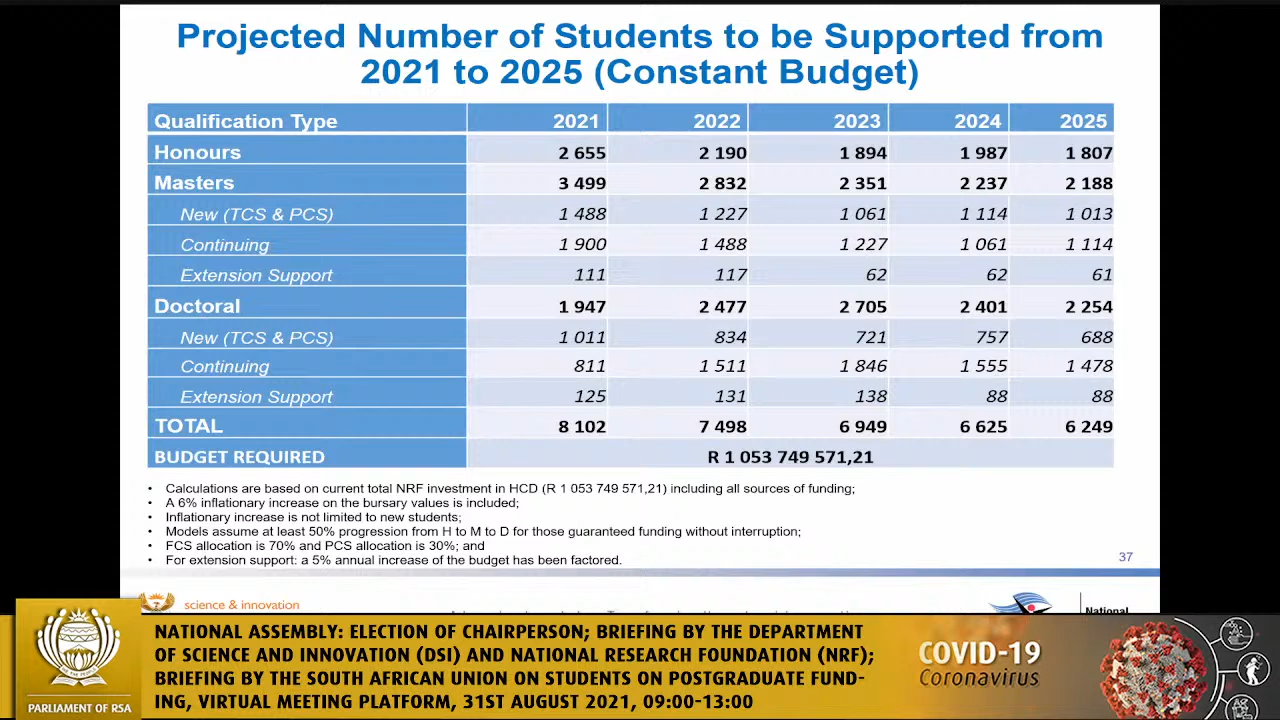 Projected Number of Students to be Supported from
2021 to 2025 (Constant Budget)
Qualification Type 2021 2022 2023 2024 2025
Honours 2 655 2 190 1 894 1 987 1 807
Masters 3 499 2 832 2 351 2 237 2 188
New (TCS & PCS) 1 488 1 227 1 061 1 114 1 013
Continuing 1 900 1 488 1 227 1 061 1 114
Extension Support 111 117 62 62 61
Doctoral 1 947 2 477 2 705 2 401 2 254
New (TCS & PCS) 1 011 834 721 757 688
Continuing 811 1 511 1 846 1 555 1 478
Extension Support 125 131 138 88 88
TOTAL 8 102 7 498 6 949 6 625 6 249
BUDGET REQUIRED R 1 053 749 571,21
• Calculations are based on current total NRF investment in HCD (R 1 053 749 571,21) including all sources of funding;
• A 6% inflationary increase on the bursary values is included;
• Inflationary increase is not limited to new students;
• Models assume at least 50% progression from H to M to D for those guaranteed funding without interruption;
• FCS allocation is 70% and PCS allocation is 30%; and
• For extension support: a 5% annual increase of the budget has been factored.
37
science & innovation
National
NATIONAL ASSEMBLY: ELECTION OF CHAIRPERSON; BRIEFING BY THE DEPARTMENT
OF SCIENCE AND INNOVATION (DSI) AND NATIONAL RESEARCH FOUNDATION (NRF);
BRIEFING BY THE SOUTH AFRICAN UNION ON STUDENTS ON POSTGRADUATE FUND-
ING, VIRTUAL MEETING PLATFORM, 31ST AUGUST 2021, 09:00-13:00
PARLIAMENT OF RSA
COVID-19
Coronavirus